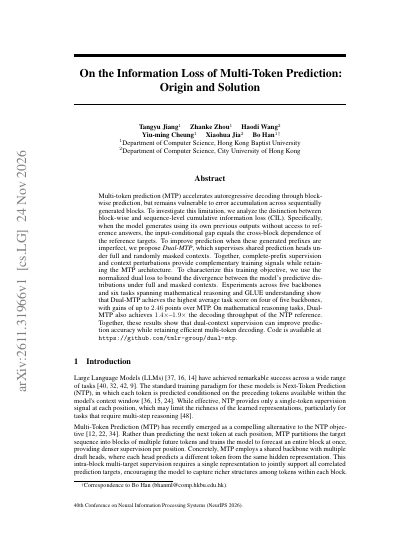 On the Information Loss of Multi-Token Prediction:
Origin and Solution
Tangyu Jiang¹ Zhanke Zhou¹ Haodi Wang²
Yiu-ming Cheung¹ Xiaohua Jia² Bo Han¹†
¹Department of Computer Science, Hong Kong Baptist University
²Department of Computer Science, City University of Hong Kong
Abstract
Multi-token prediction (MTP) accelerates autoregressive decoding through block-
wise prediction, but remains vulnerable to error accumulation across sequentially
generated blocks. To investigate this limitation, we analyze the distinction between
block-wise and sequence-level cumulative information loss (CIL). Specifically,
when the model generates using its own previous outputs without access to ref-
erence answers, the input-conditional gap equals the cross-block dependence of
the reference targets. To improve prediction when these generated prefixes are
imperfect, we propose Dual-MTP, which supervises shared prediction heads un-
der full and randomly masked contexts. Together, complete-prefix supervision
and context perturbations provide complementary training signals while retain-
ing the MTP architecture. To characterize this training objective, we use the
normalized dual loss to bound the divergence between the model's predictive dis-
tributions under full and masked contexts. Experiments across five backbones
and six tasks spanning mathematical reasoning and GLUE understanding show
that Dual-MTP achieves the highest average task score on four of five backbones,
with gains of up to 2.46 points over MTP. On mathematical reasoning tasks, Dual-
MTP also achieves 1.4×–1.9× the decoding throughput of the NTP reference.
Together, these results show that dual-context supervision can improve predic-
tion accuracy while retaining efficient multi-token decoding. Code is available at
https://github.com/tmlr-group/dual-mtp.
1 Introduction
Large Language Models (LLMs) [37, 16, 14] have achieved remarkable success across a wide range
of tasks [40, 32, 42, 9]. The standard training paradigm for these models is Next-Token Prediction
(NTP), in which each token is predicted conditioned on the preceding tokens available within the
model's context window [36, 15, 24]. While effective, NTP provides only a single-token supervision
signal at each position, which may limit the richness of the learned representations, particularly for
tasks that require multi-step reasoning [48].
Multi-Token Prediction (MTP) has recently emerged as a compelling alternative to the NTP objec-
tive [12, 22, 34]. Rather than predicting the next token at each position, MTP partitions the target
sequence into blocks of multiple future tokens and trains the model to forecast an entire block at once,
providing denser supervision per position. Concretely, MTP employs a shared backbone with multiple
draft heads, where each head predicts a different token from the same hidden representation. This
intra-block multi-target supervision requires a single representation to jointly support all correlated
prediction targets, encouraging the model to capture richer structures among tokens within each block.
†Correspondence to Bo Han (bhanml@comp.hkbu.edu.hk).
40th Conference on Neural Information Processing Systems (NeurIPS 2026)
arXiv:2611.31966v1 [cs.LG] 24 Nov 2026